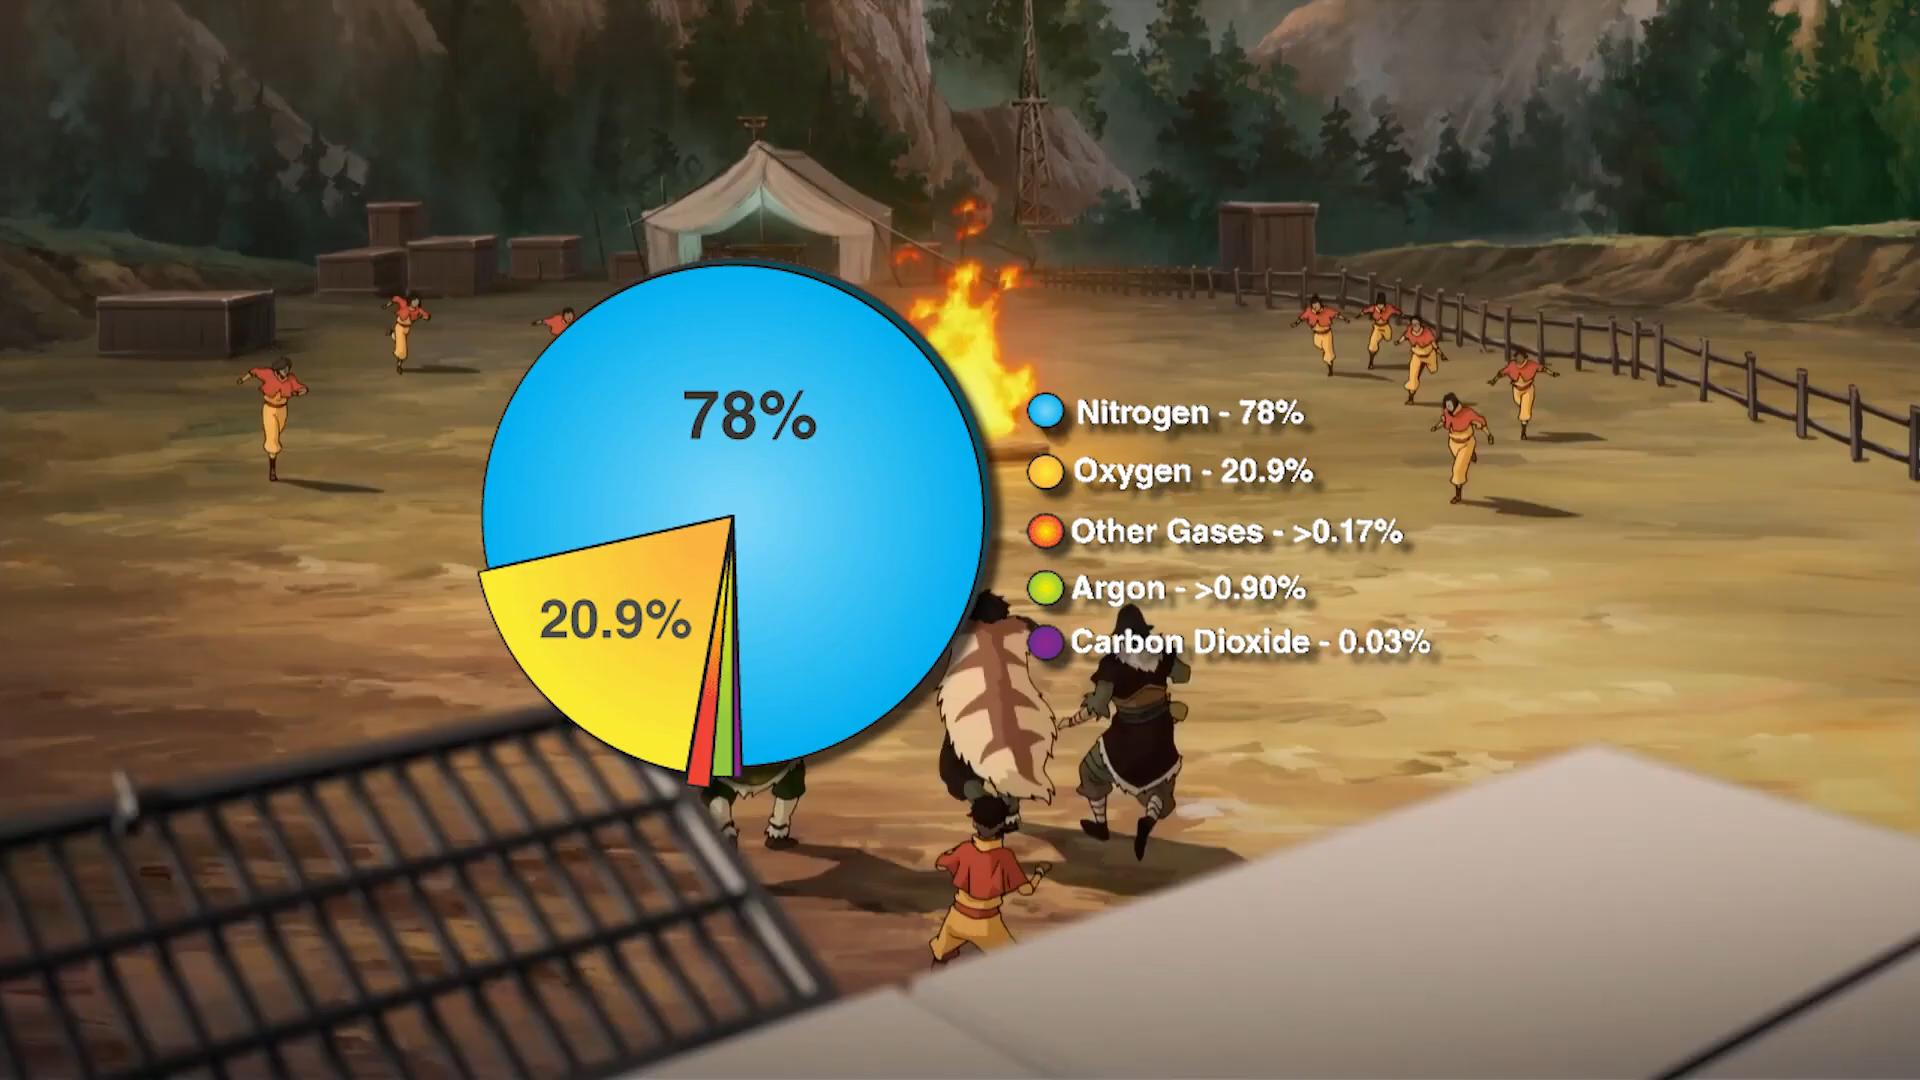 78%
20.9%
Nitrogen - 78%
Oxygen - 20.9%
Other Gases - >0.17%
Argon - >0.90%
Carbon Dioxide - 0.03%